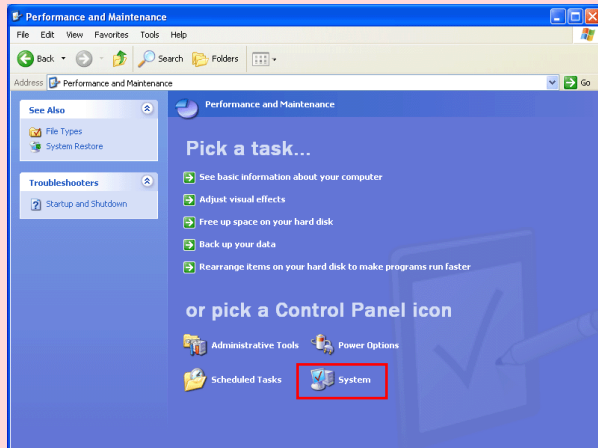 Performance and Maintenance
File Edit View Favorites Tools Help
Back Search Folders
Address Performance and Maintenance Go
See Also
File Types
System Restore
Troubleshooters
Startup and Shutdown
Performance and Maintenance
Pick a task...
See basic information about your computer
Adjust visual effects
Free up space on your hard disk
Back up your data
Rearrange items on your hard disk to make programs run faster
or pick a Control Panel icon
Administrative Tools Power Options
Scheduled Tasks System